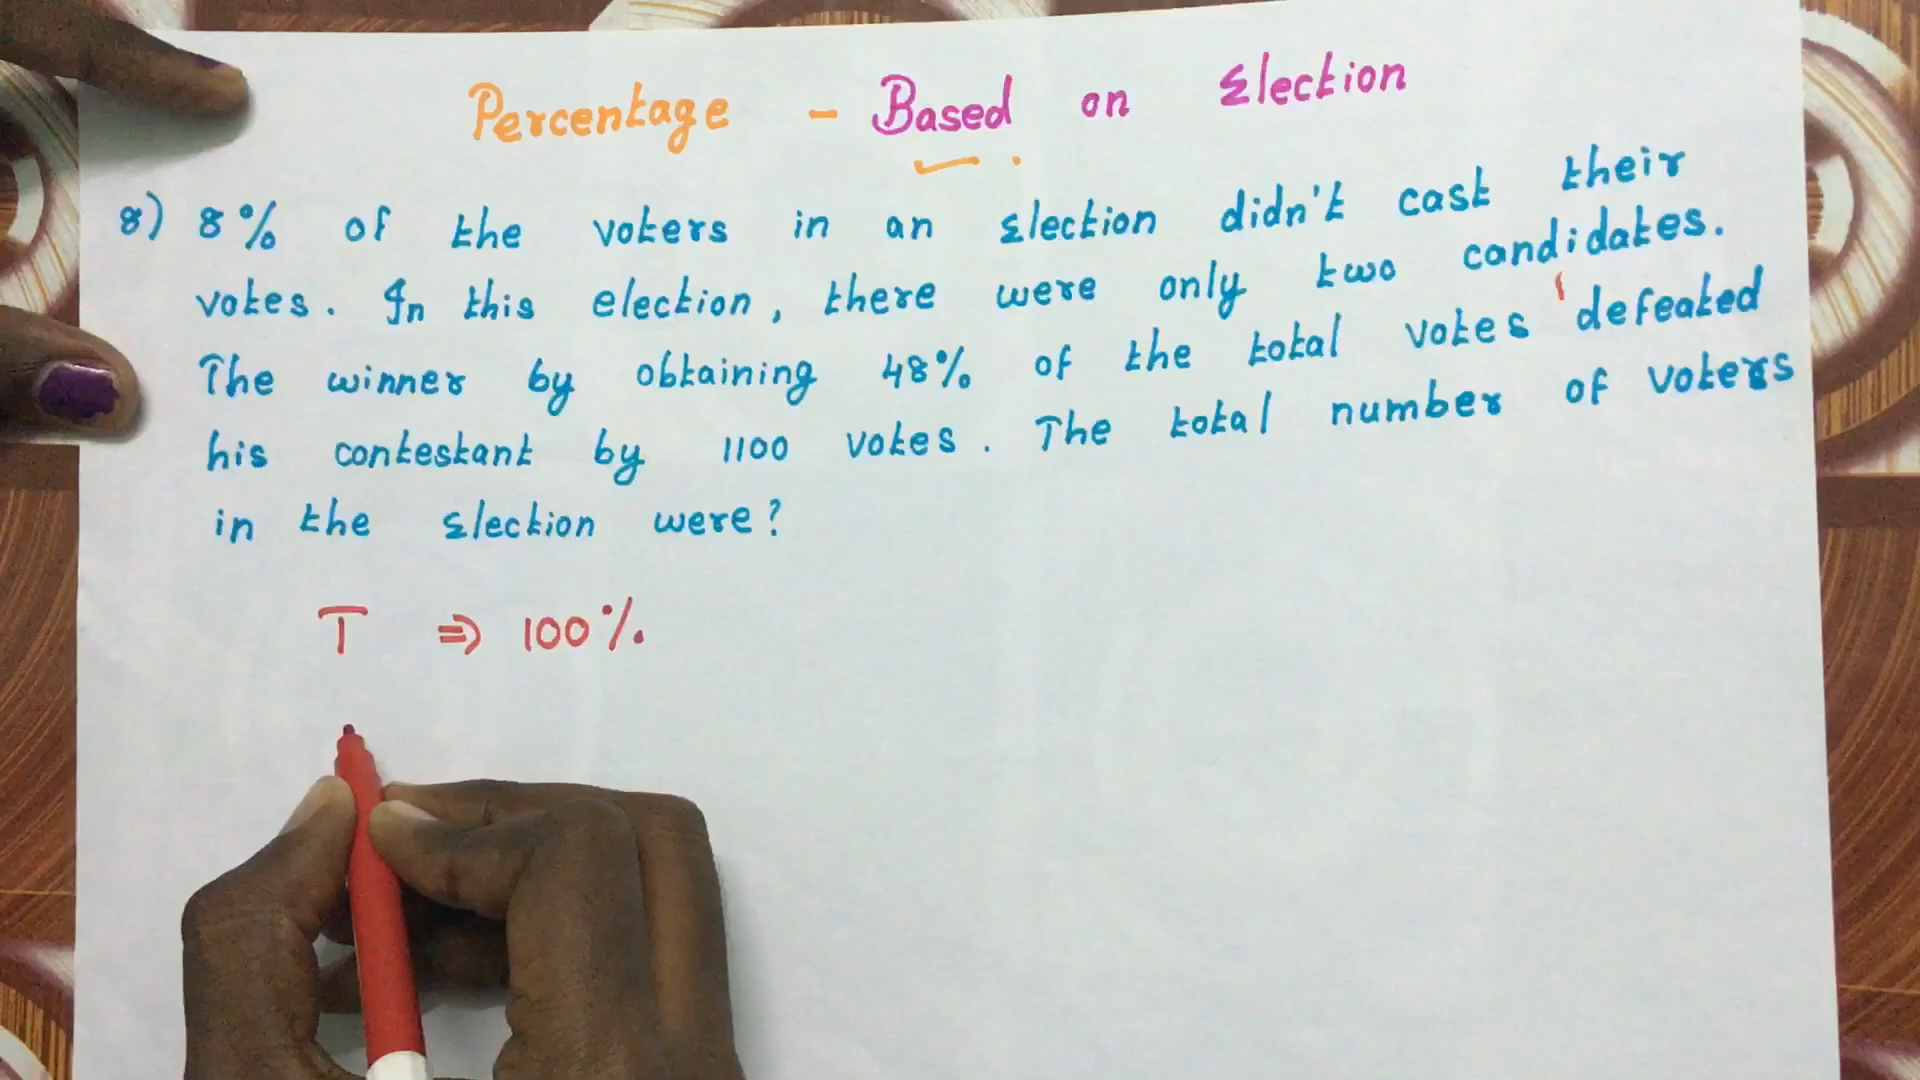 Percentage - Based on Election
8) 8% of the voters in an Election didn't cast their
votes. In this election, there were only two candidates.
The winner by obtaining 48% of the total votes defeated
his contestant by 1100 votes. The total number of voters
in the Election were?
T ⇒ 100%